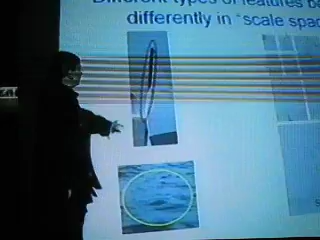 Different types of features b
differently in "scale spac